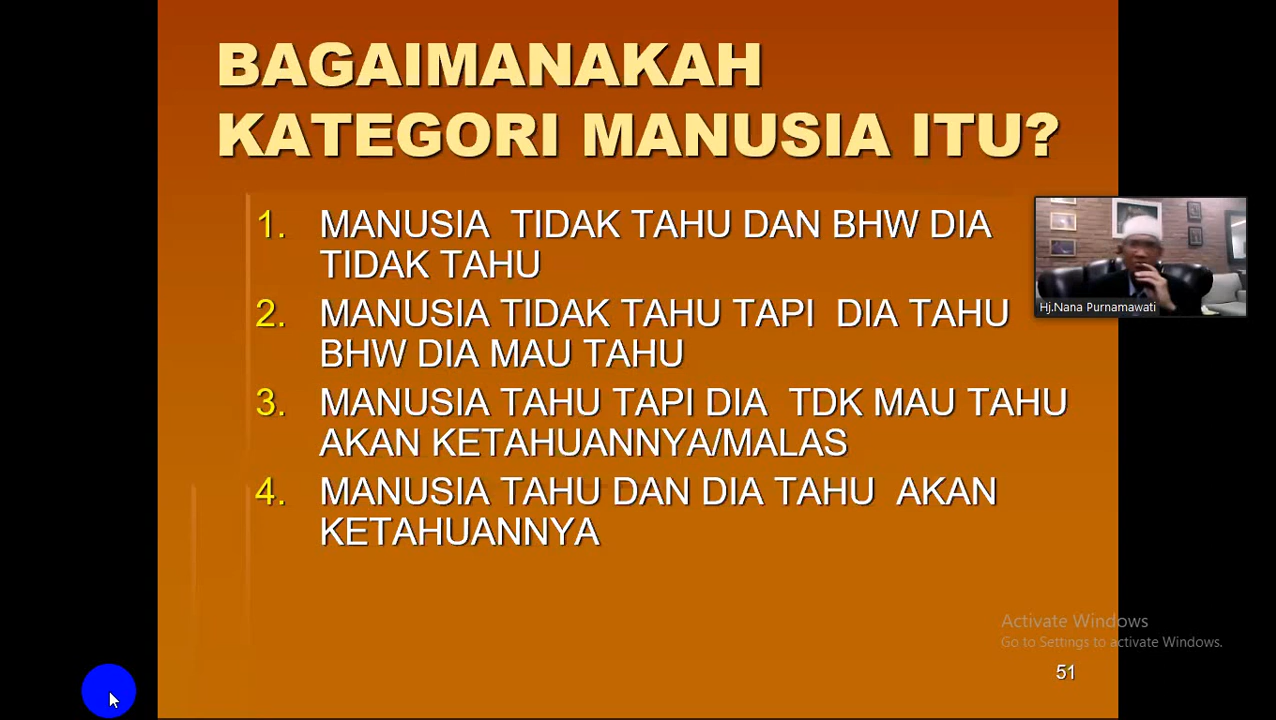 BAGAIMANAKAH
KATEGORI MANUSIA ITU?
1. MANUSIA TIDAK TAHU DAN BHW DIA
TIDAK TAHU
2. MANUSIA TIDAK TAHU TAPI DIA TAHU
BHW DIA MAU TAHU
3. MANUSIA TAHU TAPI DIA TDK MAU TAHU
AKAN KETAHUANNYA/MALAS
4. MANUSIA TAHU DAN DIA TAHU AKAN
KETAHUANNYA
Hj.Nana Purnamawati
Activate Windows
Go to Settings to activate Windows.
51